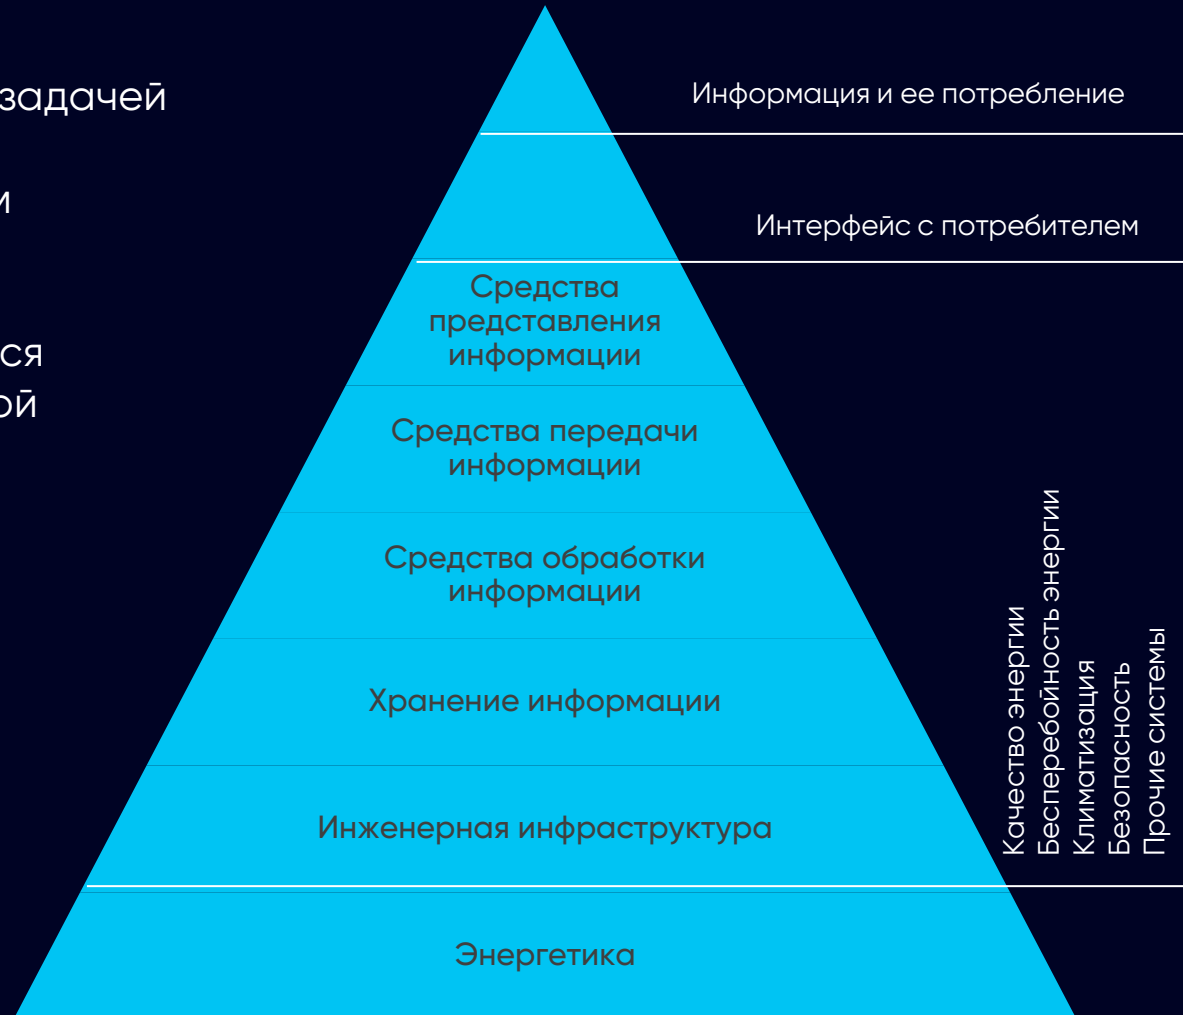 задачей
ся
ой
Информация и ее потребление
Интерфейс с потребителем
Средства
представления
информации
Средства передачи
информации
Средства обработки
информации
Хранение информации
Инженерная инфраструктура
Энергетика
Качество энергии
Бесперебойность энергии
Климатизация
Безопасность
Прочие системы